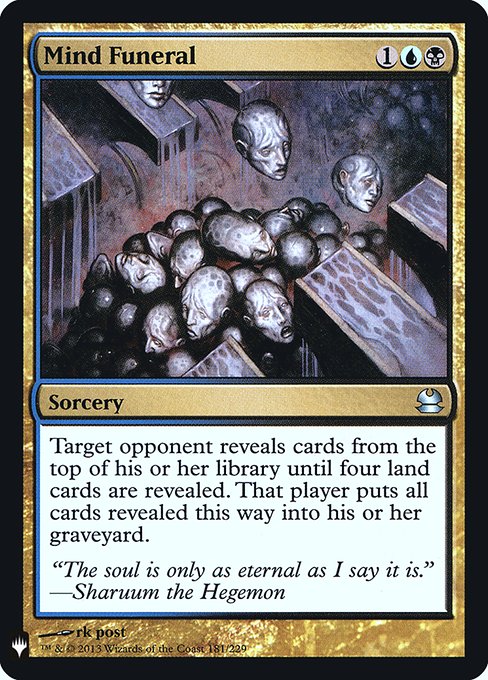 Mind Funeral 1
Sorcery
Target opponent reveals cards from the
top of his or her library until four land
cards are revealed. That player puts all
cards revealed this way into his or her
graveyard.
“The soul is only as eternal as I say it is.”
—Sharuum the Hegemon
rk post
™ & © 2013 Wizards of the Coast 181/229